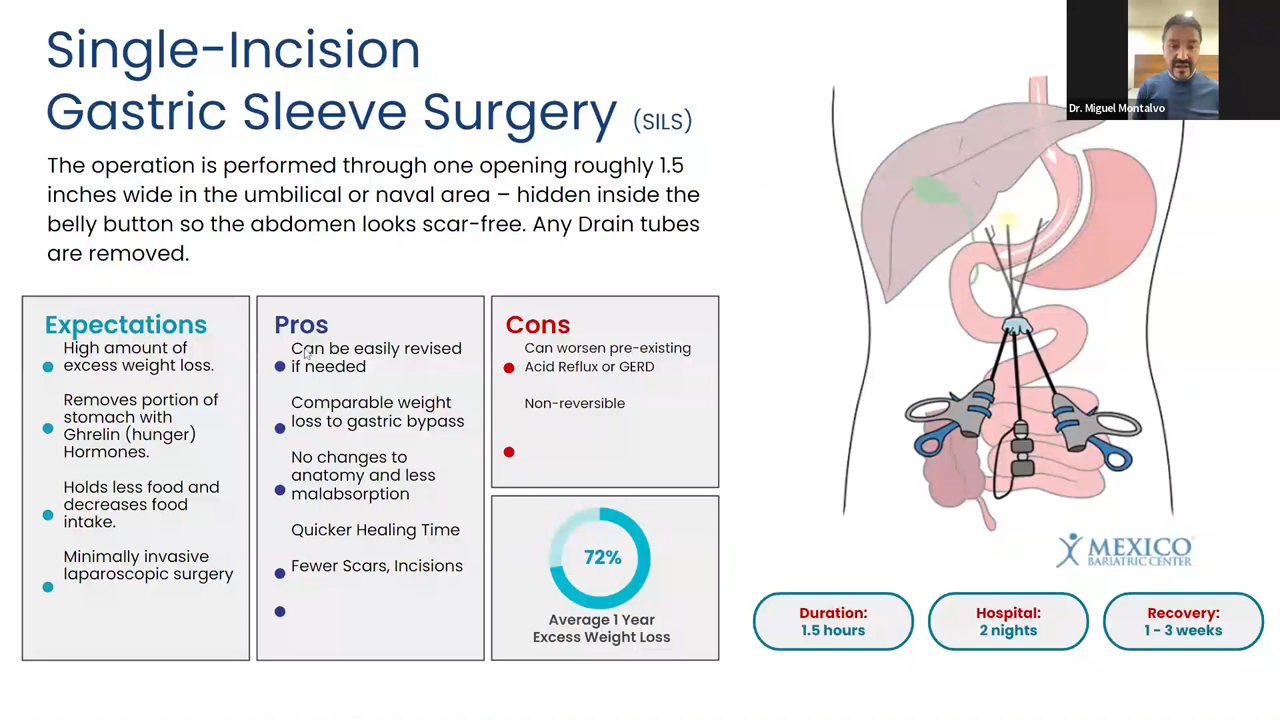 Single-Incision
Gastric Sleeve Surgery (SILS)
The operation is performed through one opening roughly 1.5
inches wide in the umbilical or naval area – hidden inside the
belly button so the abdomen looks scar-free. Any Drain tubes
are removed.
Expectations
High amount of
excess weight loss.
Removes portion of
stomach with
Ghrelin (hunger)
Hormones.
Holds less food and
decreases food
intake.
Minimally invasive
laparoscopic surgery
Pros
Can be easily revised
if needed
Comparable weight
loss to gastric bypass
No changes to
anatomy and less
malabsorption
Quicker Healing Time
Fewer Scars, Incisions
Cons
Can worsen pre-existing
Acid Reflux or GERD
Non-reversible
72%
Average 1 Year
Excess Weight Loss
Dr. Miguel Montalvo
MEXICO
BARIATRIC CENTER
Duration:
1.5 hours
Hospital:
2 nights
Recovery:
1 - 3 weeks